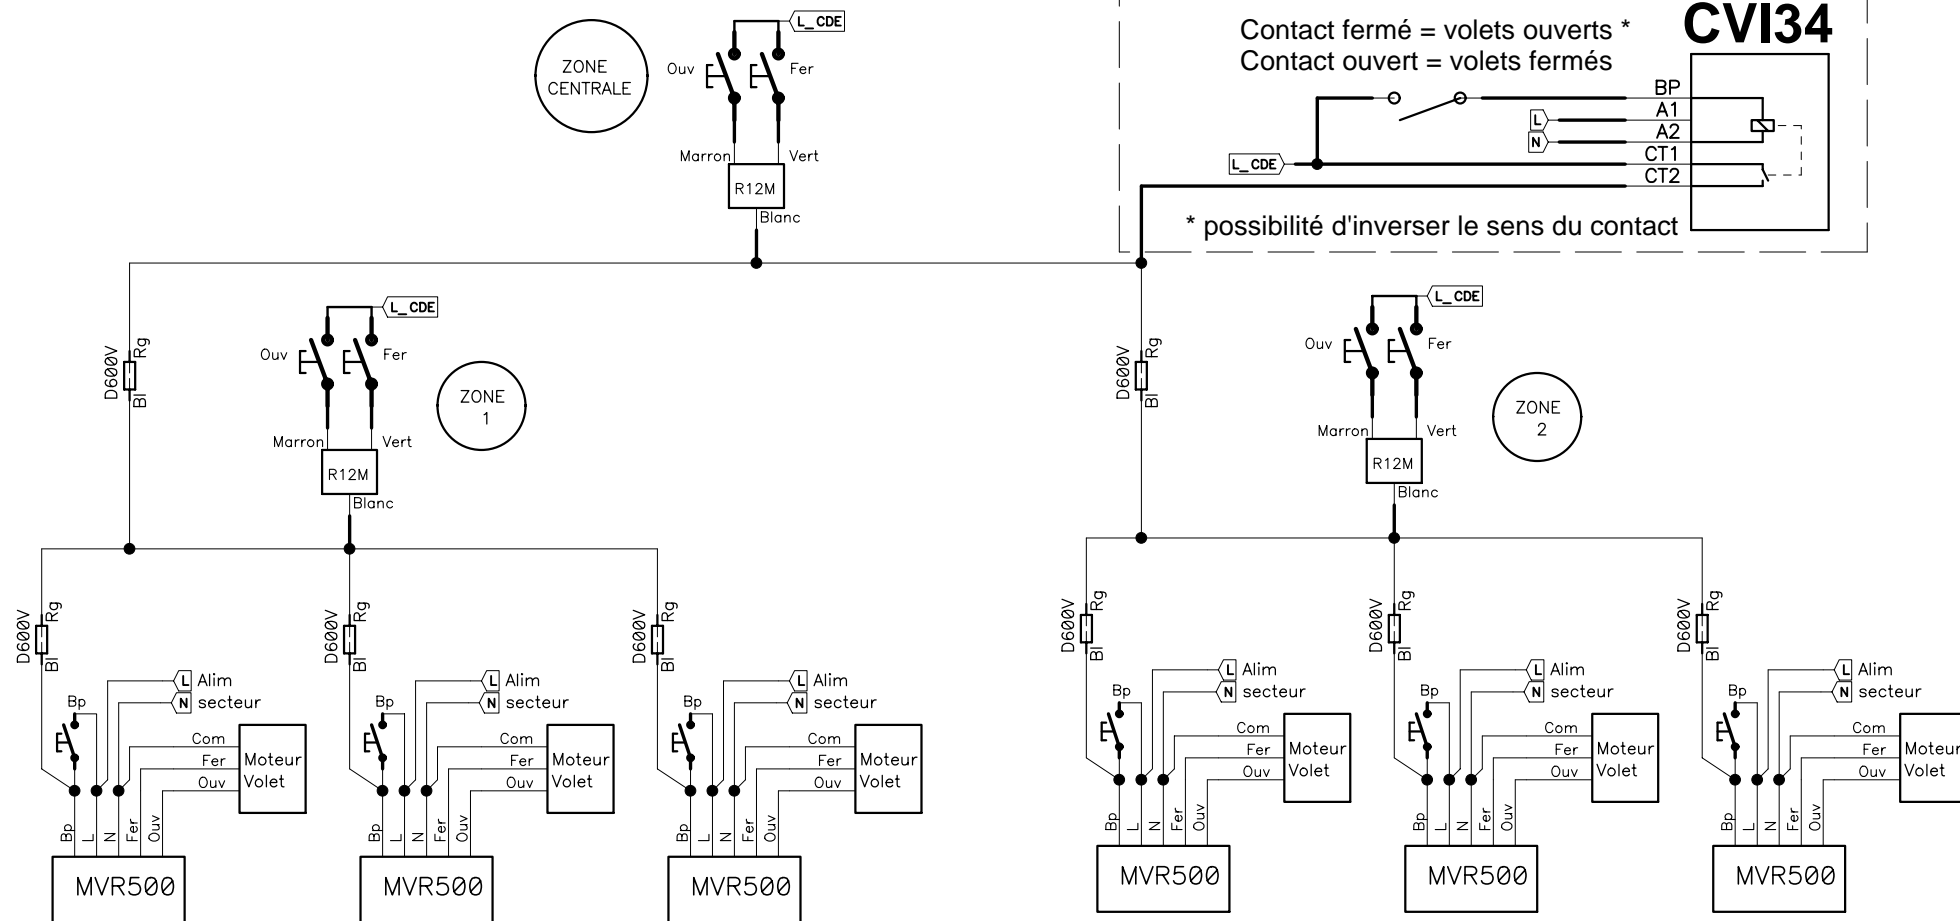 L_CDE
ZONE
CENTRALE
Ouv
Fer
Marron
Vert
R12M
Blanc
CVI34
Contact fermé = volets ouverts *
Contact ouvert = volets fermés
BP
A1
L
A2
N
CT1
L_CDE
CT2
* possibilité d'inverser le sens du contact
L_CDE
Ouv
Fer
D600V
Rg
Bl
ZONE
1
Marron
Vert
R12M
Blanc
L_CDE
Ouv
Fer
D600V
Rg
Bl
ZONE
2
Marron
Vert
R12M
Blanc
D600V
Rg
Bl
L Alim
N secteur
Bp
Com
Fer
Ouv
Moteur
Volet
Bp
L
N
Fer
Ouv
MVR500
D600V
Rg
Bl
L Alim
N secteur
Bp
Com
Fer
Ouv
Moteur
Volet
Bp
L
N
Fer
Ouv
MVR500
D600V
Rg
Bl
L Alim
N secteur
Bp
Com
Fer
Ouv
Moteur
Volet
Bp
L
N
Fer
Ouv
MVR500
D600V
Rg
Bl
L Alim
N secteur
Bp
Com
Fer
Ouv
Moteur
Volet
Bp
L
N
Fer
Ouv
MVR500
D600V
Rg
Bl
L Alim
N secteur
Bp
Com
Fer
Ouv
Moteur
Volet
Bp
L
N
Fer
Ouv
MVR500
D600V
Rg
Bl
L Alim
N secteur
Bp
Com
Fer
Ouv
Moteur
Volet
Bp
L
N
Fer
Ouv
MVR500